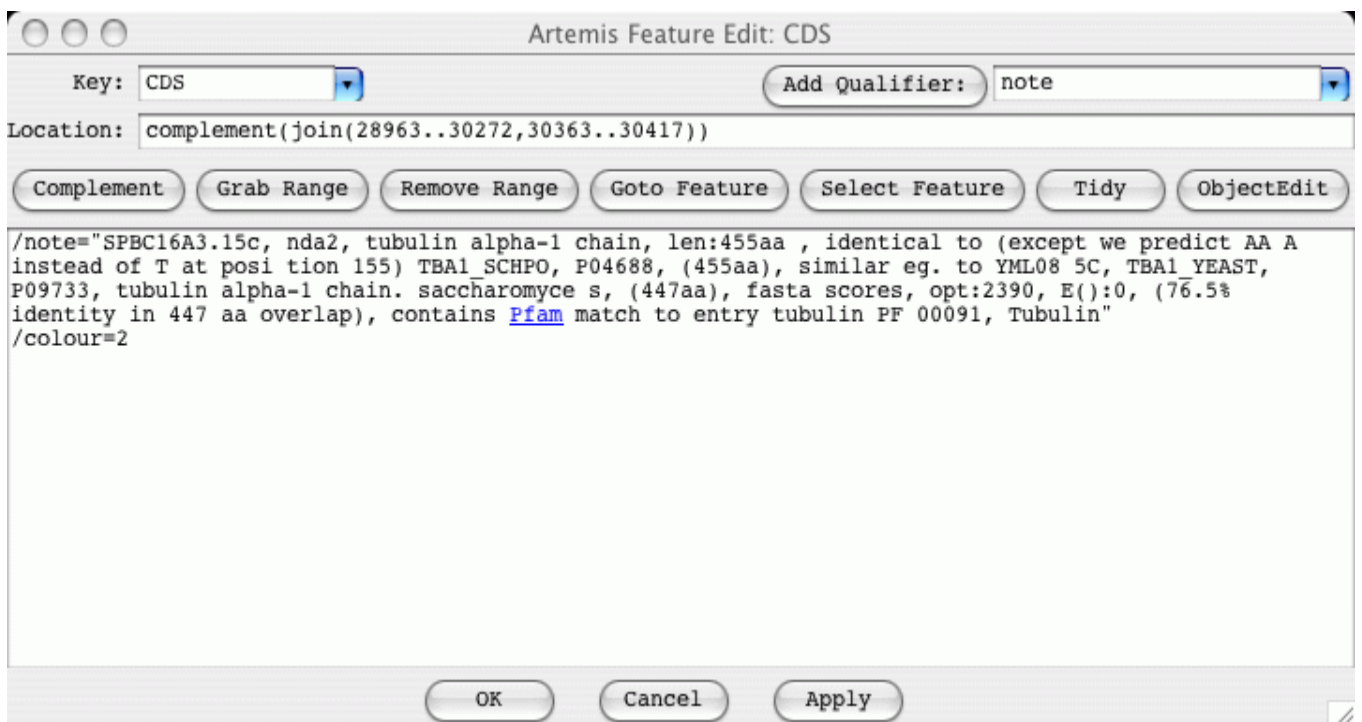 Artemis Feature Edit: CDS
Key: CDS Add Qualifier: note
Location: complement(join(28963..30272,30363..30417))
Complement Grab Range Remove Range Goto Feature Select Feature Tidy ObjectEdit
/note="SPBC16A3.15c, nda2, tubulin alpha-1 chain, len:455aa , identical to (except we predict AA A
instead of T at posi tion 155) TBA1_SCHPO, P04688, (455aa), similar eg. to YML08 5C, TBA1_YEAST,
P09733, tubulin alpha-1 chain. saccharomyce s, (447aa), fasta scores, opt:2390, E():0, (76.5%
identity in 447 aa overlap), contains Pfam match to entry tubulin PF 00091, Tubulin"
/colour=2
OK Cancel Apply